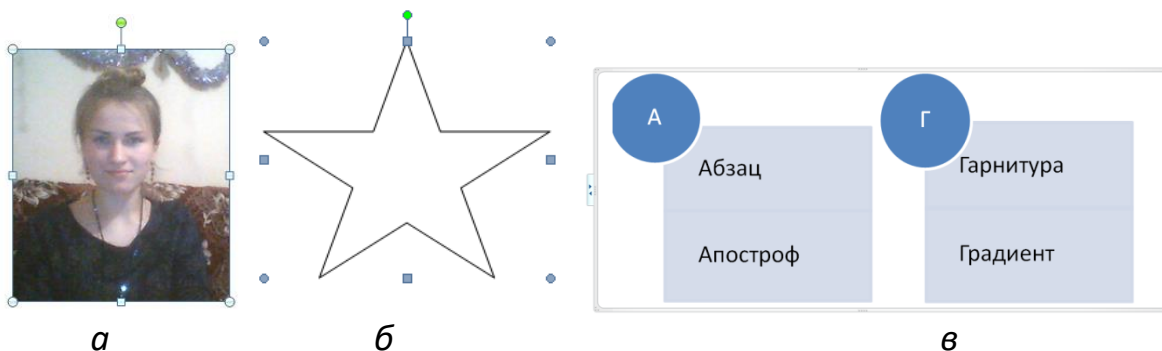 А
Г
Абзац
Гарнитура
Апостроф
Градиент
а
б
в